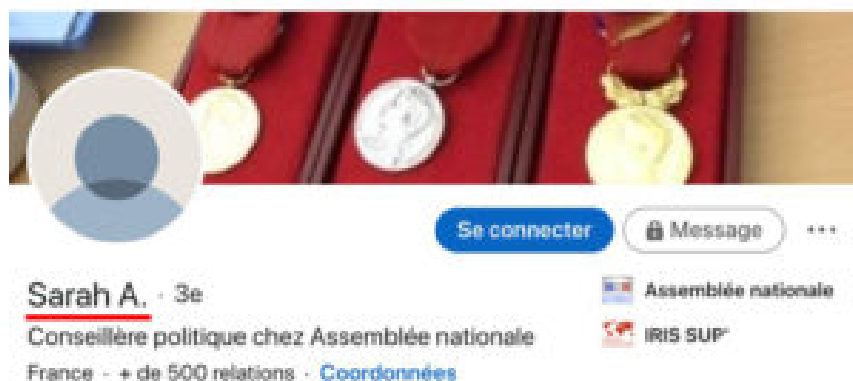 Se connecter
Message
Sarah A. · 3e
Assemblée nationale
Conseillère politique chez Assemblée nationale
IRIS SUP'
France · + de 500 relations · Coordonnées